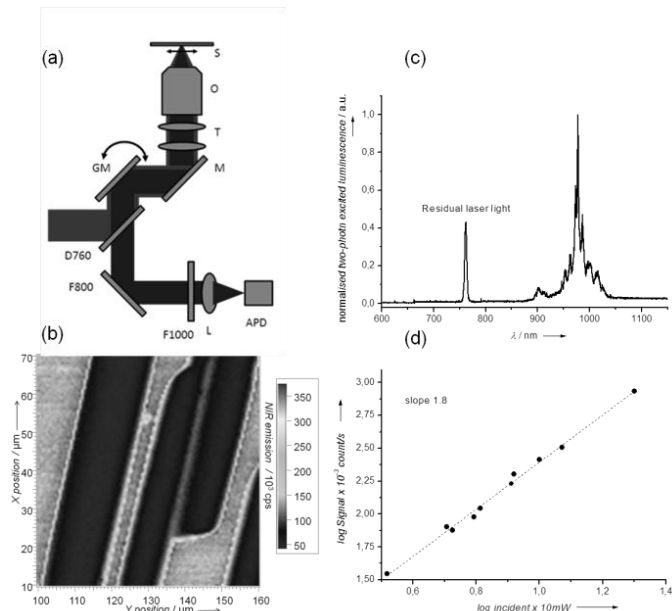 (a)
S
O
T
GM
M
D760
F800
F1000
L
APD
(b)
X position / µm
70
60
50
40
30
20
10
100 110 120 130 140 150 160
Y position / µm
350
300
250
200
150
100
50
NIR emission / 10³ cps
(c)
normalised two-photn excited luminescence / a.u.
1,0
0,8
0,6
0,4
0,2
0,0
Residual laser light
600 700 800 900 1000 1100
λ / nm
(d)
slope 1.8
log Signal x 10⁻³ count/s
3,00
2,75
2,50
2,25
2,00
1,75
1,50
0,6 0,8 1,0 1,2 1,4
log incident x 10mW